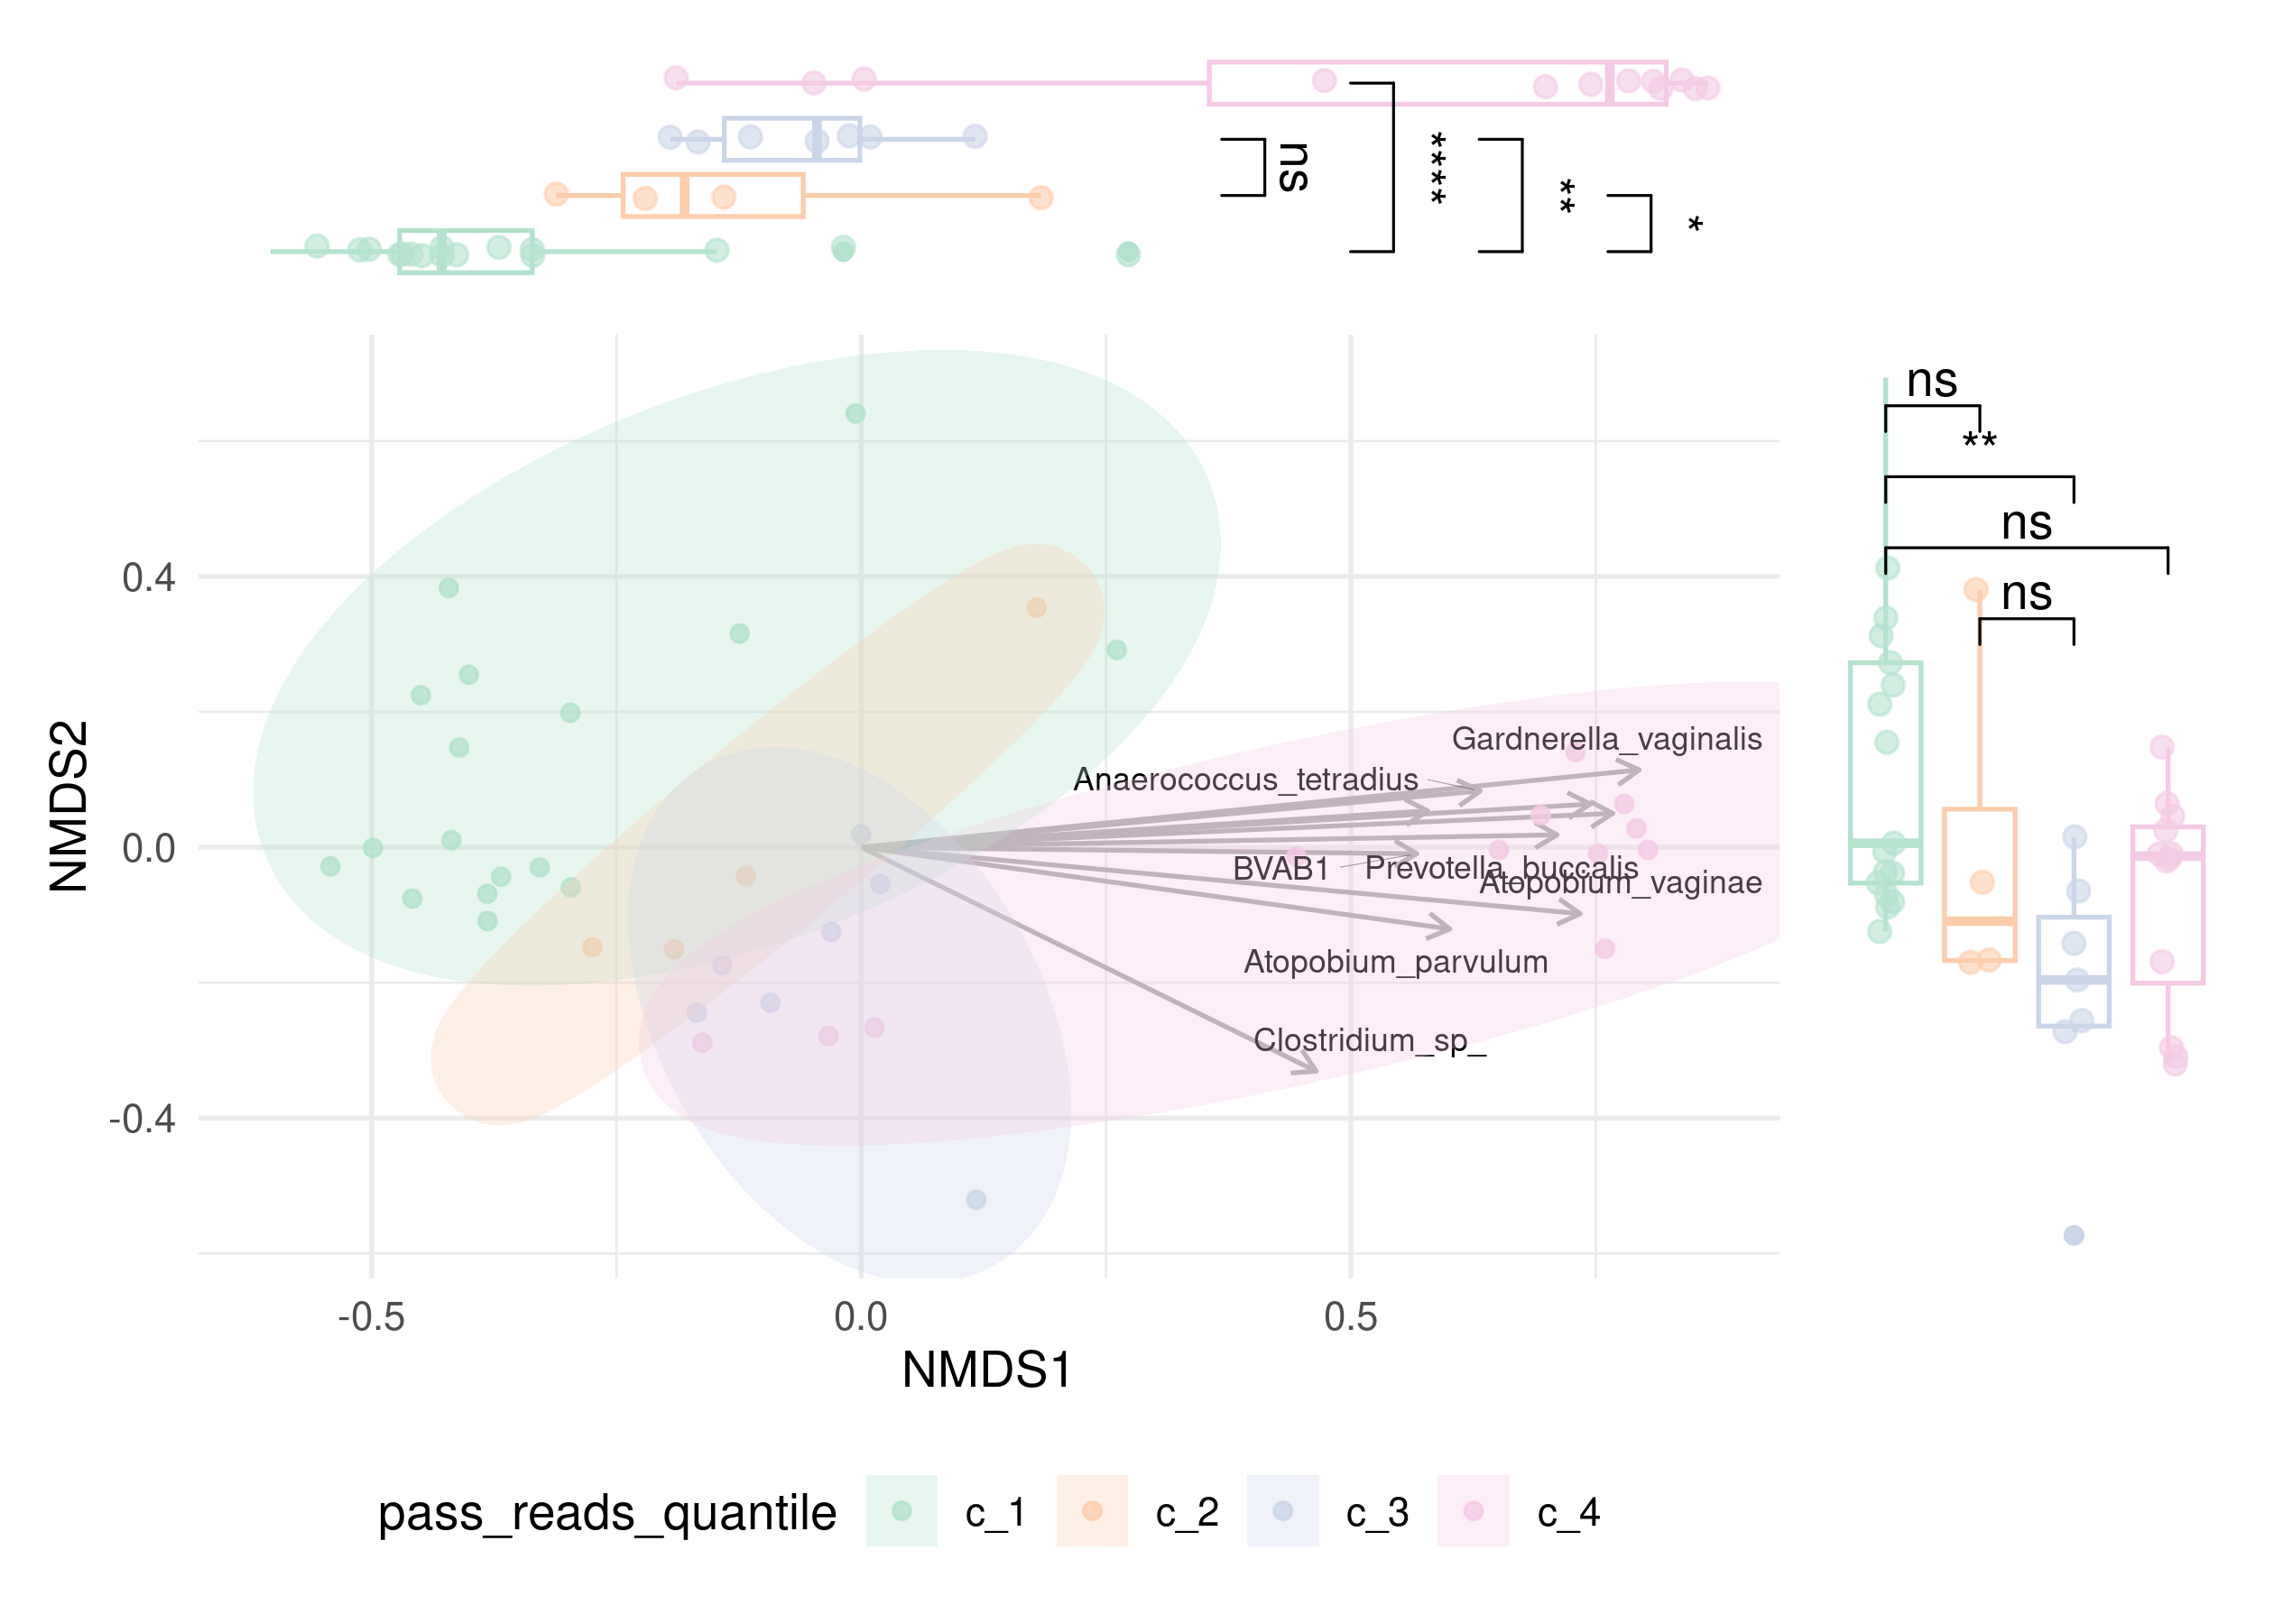 ns
****
**
*
ns
**
ns
ns
NMDS2
0.4
0.0
-0.4
Gardnerella_vaginalis
Anaerococcus_tetradius
BVAB1
Prevotella_buccalis
Atopobium_vaginae
Atopobium_parvulum
Clostridium_sp_
-0.5 0.0 0.5
NMDS1
pass_reads_quantile c_1 c_2 c_3 c_4